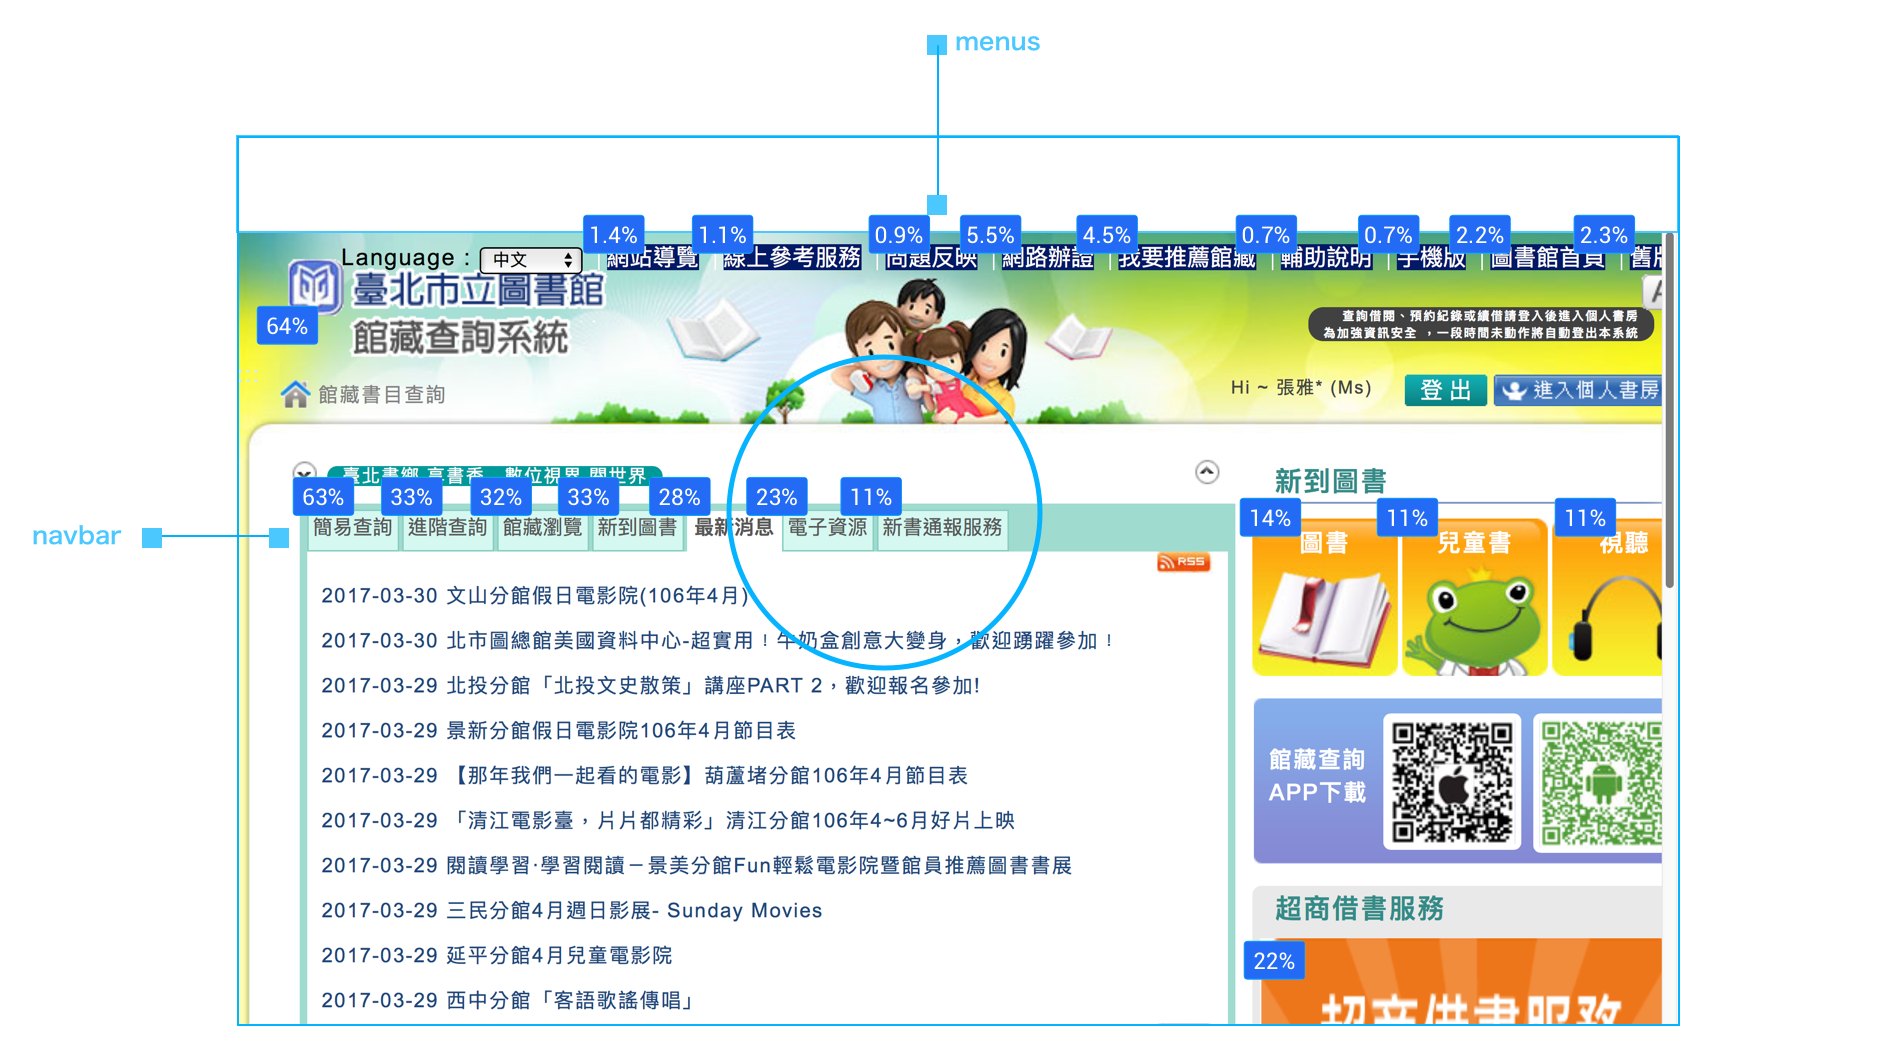 menus
1.4% 1.1% 0.9% 5.5% 4.5% 0.7% 0.7% 2.2% 2.3%
Language : 中文 網站導覽 線上參考服務 問題反映 網路辦證 我要推薦館藏 輔助說明 手機版 圖書館首頁
臺北市立圖書館
64%
館藏查詢系統
查詢借閱、預約紀錄或續借請登入後進入個人書房
為加強資訊安全 ，一段時間未動作將自動登出本系統
館藏書目查詢
Hi ~ 張雅* (Ms) 登出 進入個人書房
臺北書鄉 享書香 數位視界 閱世界
新到圖書
63% 33% 32% 33% 28% 23% 11%
navbar
簡易查詢 進階查詢 館藏瀏覽 新到圖書 最新消息 電子資源 新書通報服務
14% 11% 11%
圖書 兒童書 視聽
RSS
2017-03-30 文山分館假日電影院(106年4月)
2017-03-30 北市圖總館美國資料中心-超實用！牛奶盒創意大變身，歡迎踴躍參加！
2017-03-29 北投分館「北投文史散策」講座PART 2，歡迎報名參加!
2017-03-29 景新分館假日電影院106年4月節目表
2017-03-29 【那年我們一起看的電影】葫蘆堵分館106年4月節目表
2017-03-29 「清江電影臺，片片都精彩」清江分館106年4~6月好片上映
2017-03-29 閱讀學習‧學習閱讀－景美分館Fun輕鬆電影院暨館員推薦圖書書展
2017-03-29 三民分館4月週日影展- Sunday Movies
2017-03-29 延平分館4月兒童電影院
2017-03-29 西中分館「客語歌謠傳唱」
館藏查詢
APP下載
超商借書服務
22%
超商借書服務